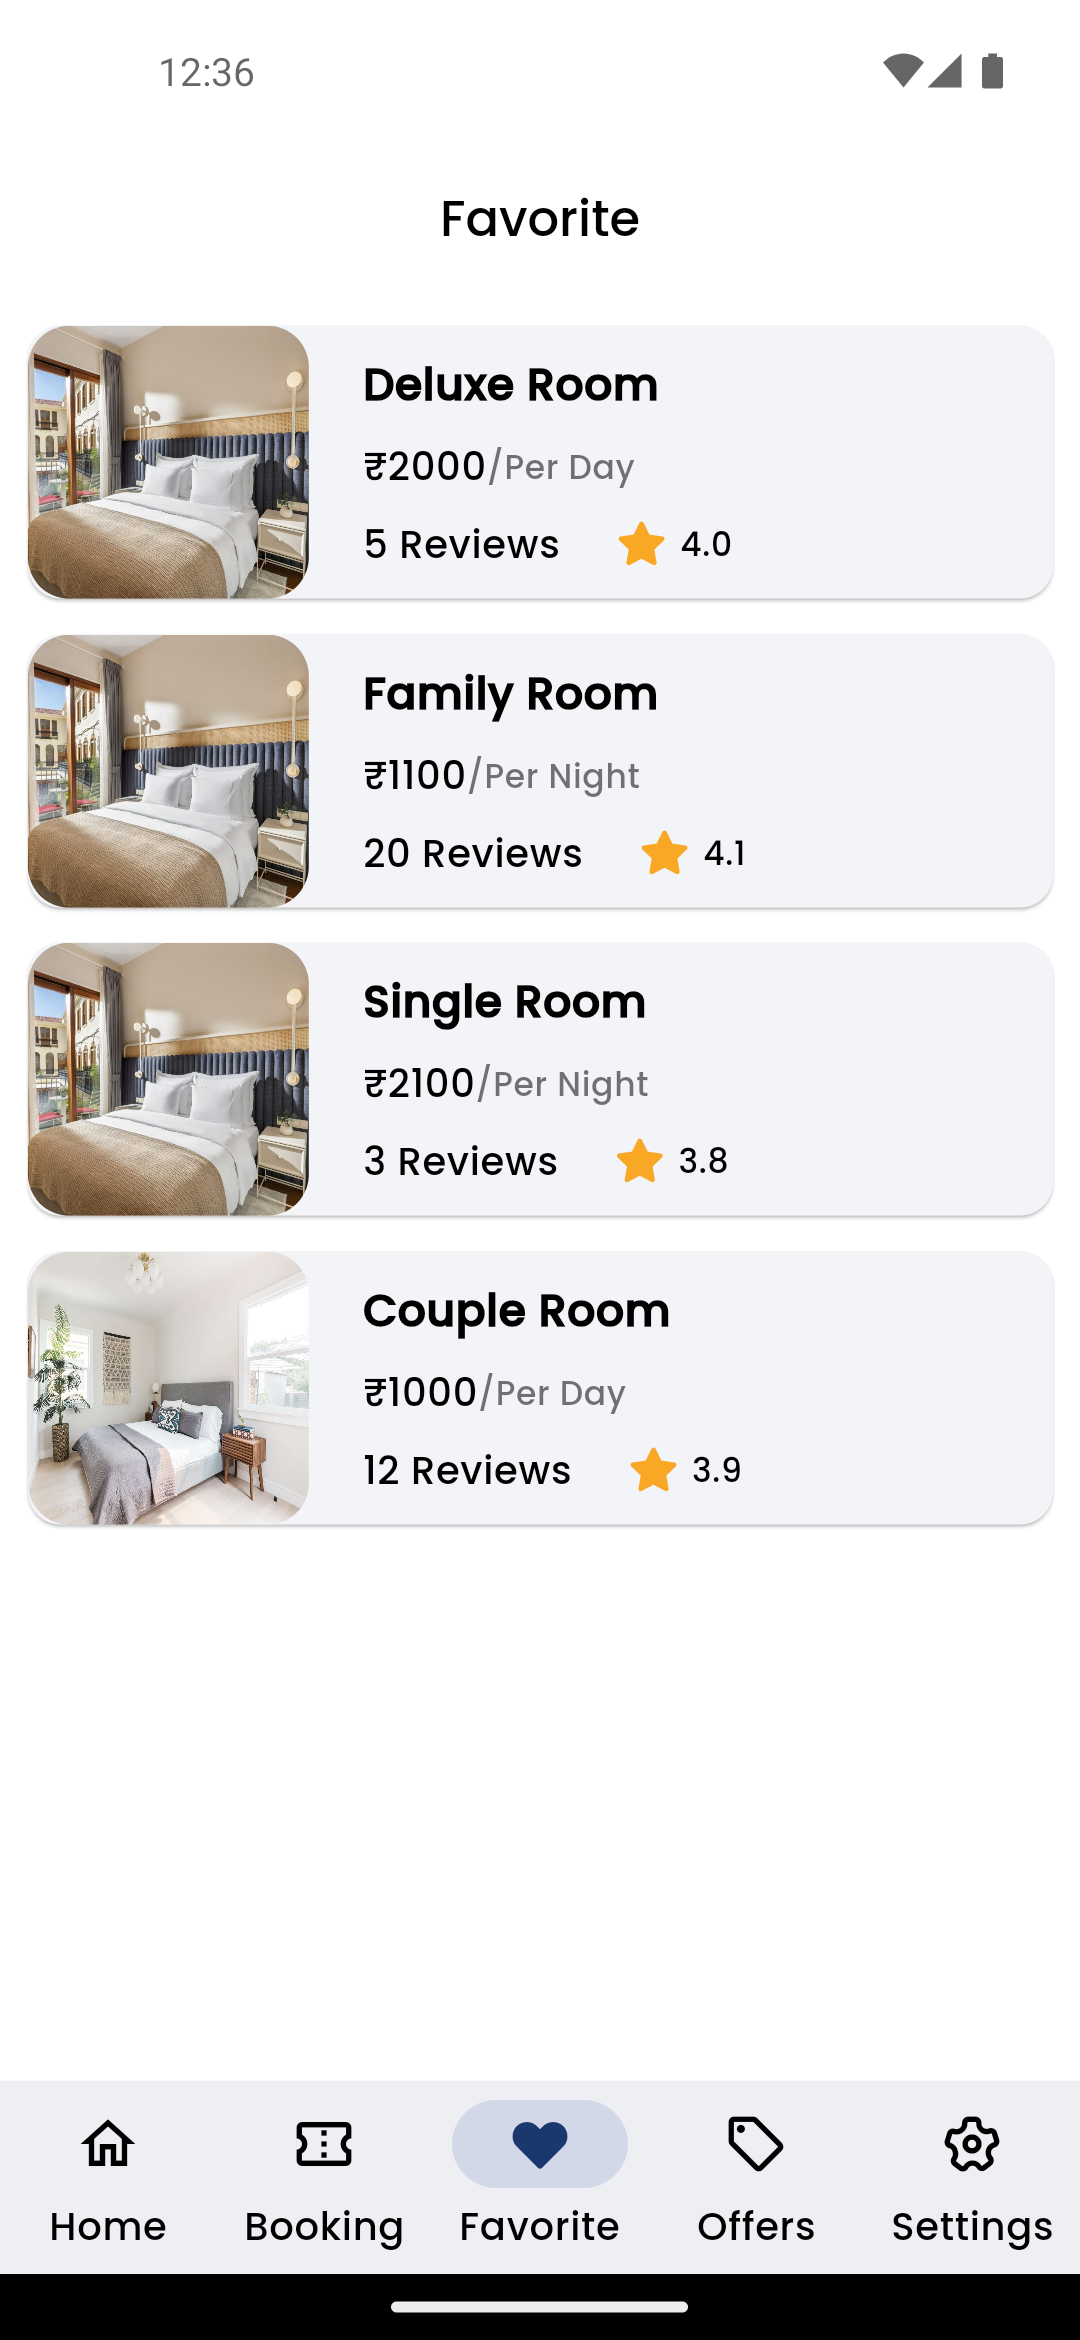 12:36
Favorite
Deluxe Room
₹2000/Per Day
5 Reviews 4.0
Family Room
₹1100/Per Night
20 Reviews 4.1
Single Room
₹2100/Per Night
3 Reviews 3.8
Couple Room
₹1000/Per Day
12 Reviews 3.9
Home Booking Favorite Offers Settings